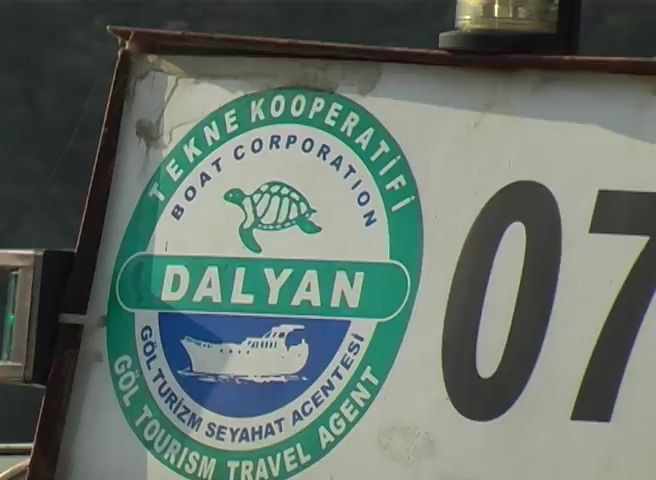 TEKNE KOOPERATİFİ
BOAT CORPORATION
DALYAN
GÖL TURİZM SEYAHAT ACENTESİ
GÖL TOURISM TRAVEL AGENT
07